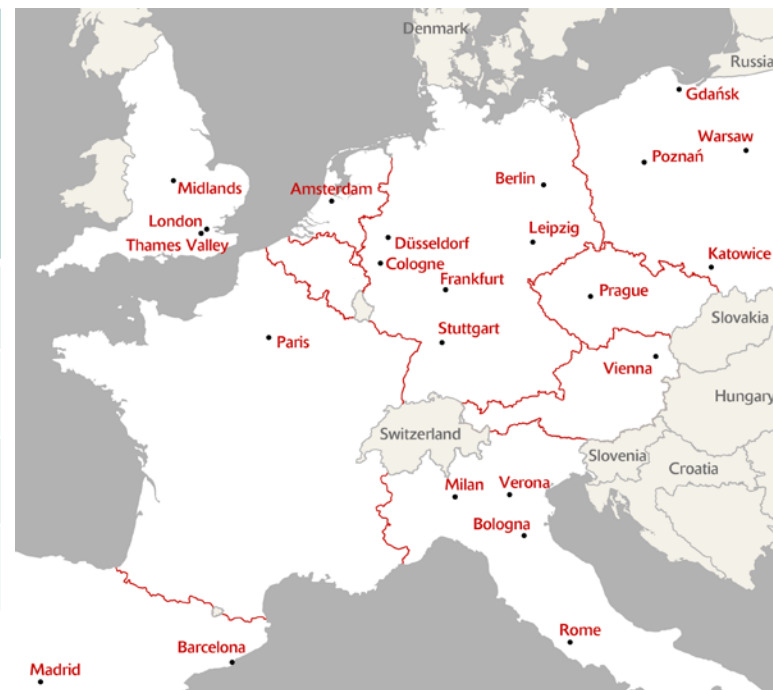 Denmark
Russia
Gdańsk
Warsaw
Poznań
Midlands
Amsterdam
Berlin
London
Thames Valley
Düsseldorf
Leipzig
Cologne
Katowice
Frankfurt
Prague
Slovakia
Paris
Stuttgart
Vienna
Hungary
Switzerland
Slovenia
Croatia
Milan
Verona
Bologna
Rome
Barcelona
Madrid